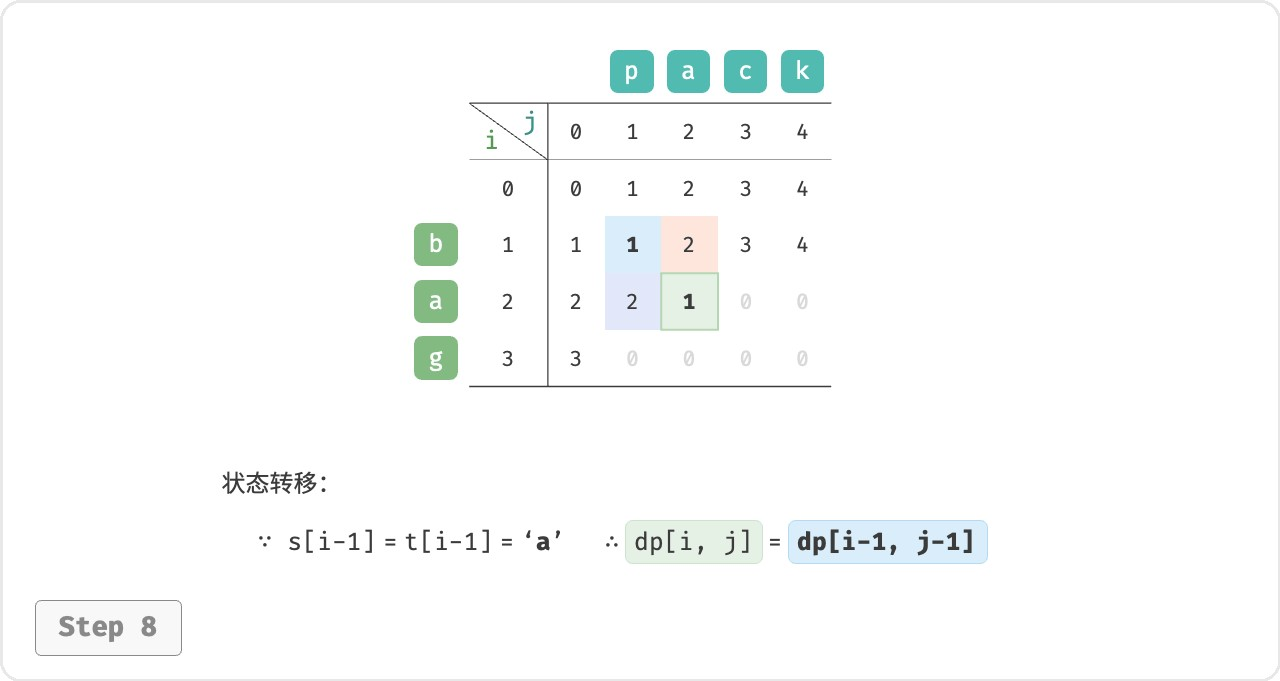 p a c k
j
i
0 1 2 3 4
0 0 1 2 3 4
b 1 1 1 2 3 4
a 2 2 2 1 0 0
g 3 3 0 0 0 0
状态转移：
∵ s[i-1] = t[i-1] = ‘a’ ∴ dp[i, j] = dp[i-1, j-1]
Step 8